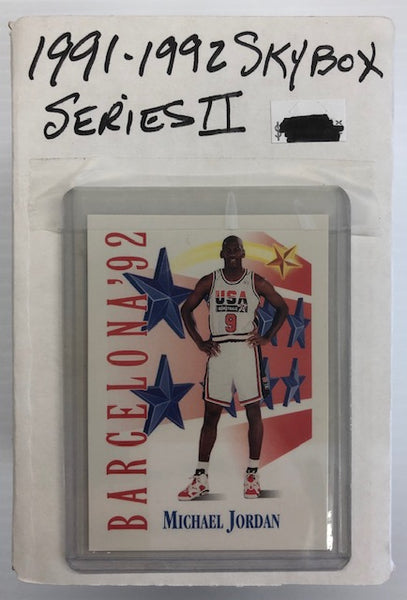 1991-1992 SKYBOX
SERIES II
BARCELONA '92
USA
9
MICHAEL JORDAN